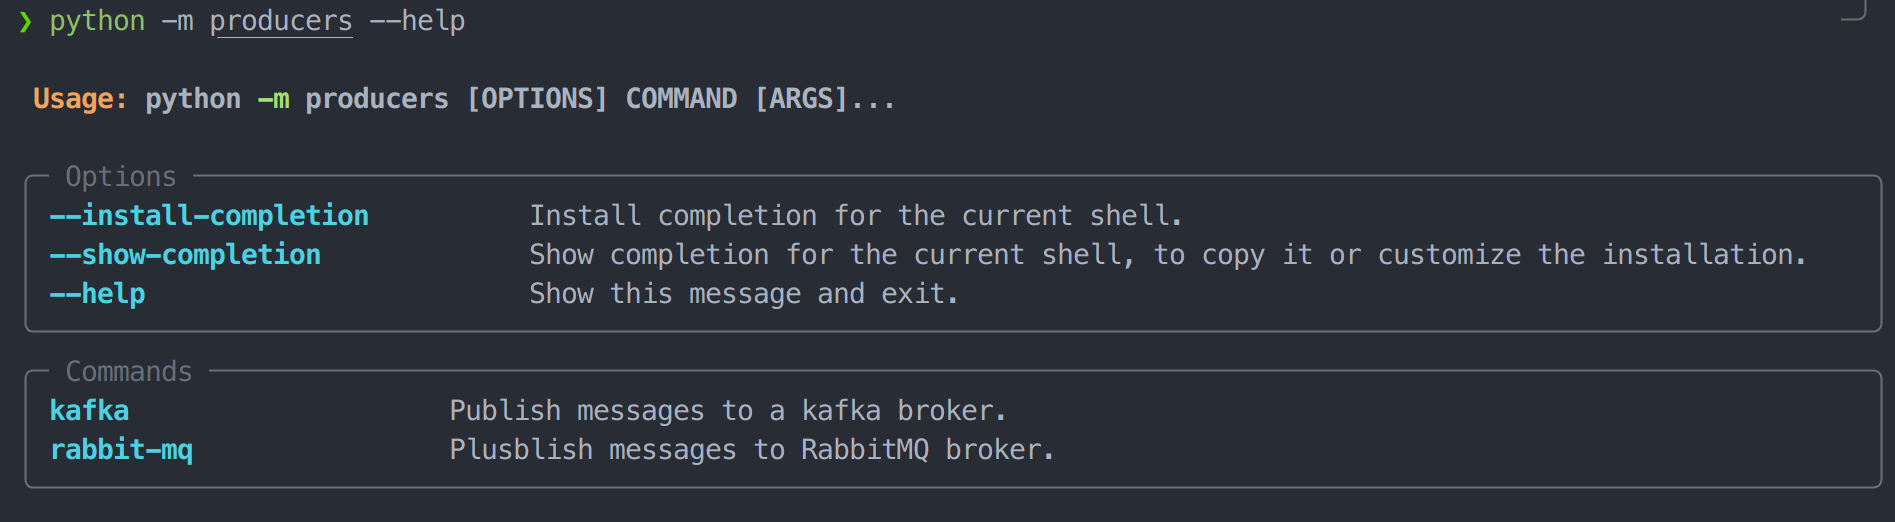 ❯ python -m producers --help
Usage: python -m producers [OPTIONS] COMMAND [ARGS]...
Options
--install-completion Install completion for the current shell.
--show-completion Show completion for the current shell, to copy it or customize the installation.
--help Show this message and exit.
Commands
kafka Publish messages to a kafka broker.
rabbit-mq Plusblish messages to RabbitMQ broker.